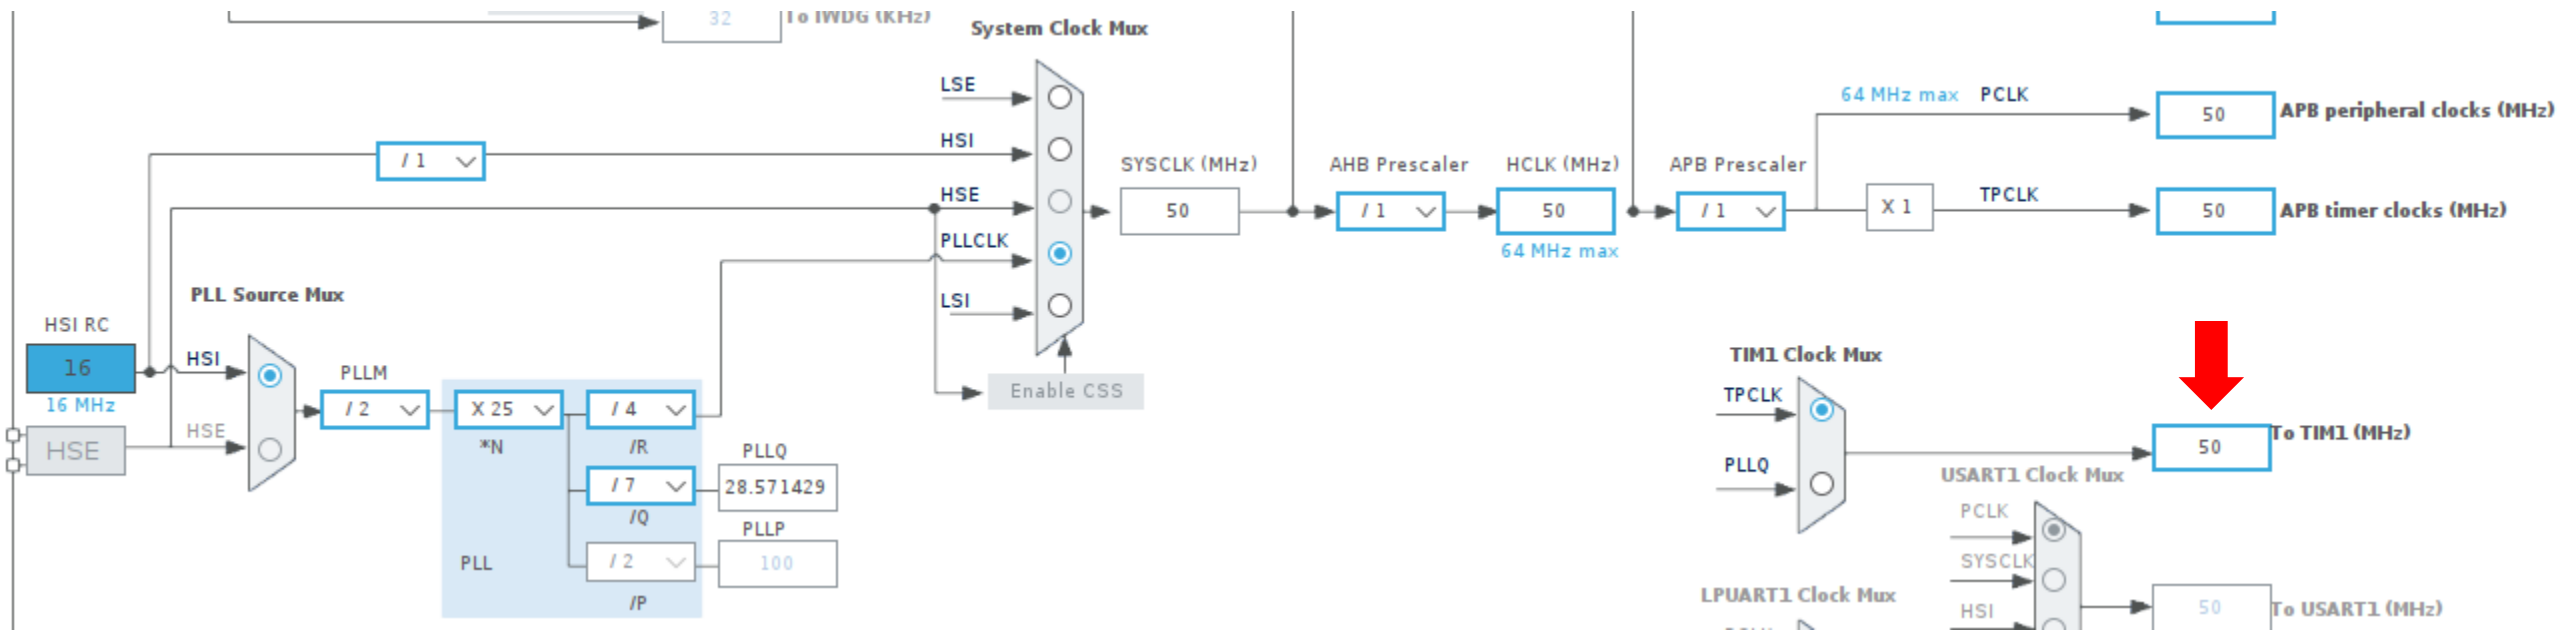 32
To IWDG (KHz)
System Clock Mux
LSE
HSI
HSE
PLLCLK
LSI
/ 1
SYSCLK (MHz)
50
AHB Prescaler
/ 1
HCLK (MHz)
50
64 MHz max
APB Prescaler
/ 1
64 MHz max
PCLK
50
APB peripheral clocks (MHz)
X 1
TPCLK
50
APB timer clocks (MHz)
PLL Source Mux
HSI RC
16
16 MHz
HSI
HSE
HSE
PLLM
/ 2
X 25
*N
/ 4
/R
/ 7
/Q
/ 2
/P
PLL
PLLQ
28.571429
PLLP
100
Enable CSS
TIM1 Clock Mux
TPCLK
PLLQ
50
To TIM1 (MHz)
USART1 Clock Mux
PCLK
SYSCLK
HSI
50
To USART1 (MHz)
LPUART1 Clock Mux